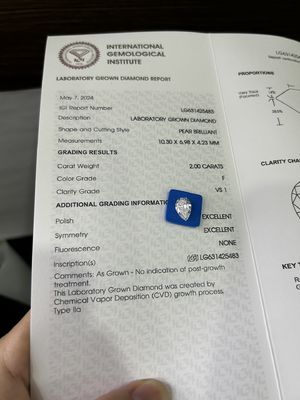 INTERNATIONAL
GEMOLOGICAL
INSTITUTE
LABORATORY GROWN DIAMOND REPORT
May 7, 2024
IGI Report Number LG631425483
Description LABORATORY GROWN DIAMOND
Shape and Cutting Style PEAR BRILLIANT
Measurements 10.30 X 6.98 X 4.23 MM
GRADING RESULTS
Carat Weight 2.00 CARATS
Color Grade F
Clarity Grade VS 1
ADDITIONAL GRADING INFORMATION
Polish EXCELLENT
Symmetry EXCELLENT
Fluorescence NONE
Inscription(s) LG631425483
Comments: As Grown - No indication of post-growth
treatment.
This Laboratory Grown Diamond was created by
Chemical Vapor Deposition (CVD) growth process.
Type IIa
PROPORTIONS
CLARITY CHA